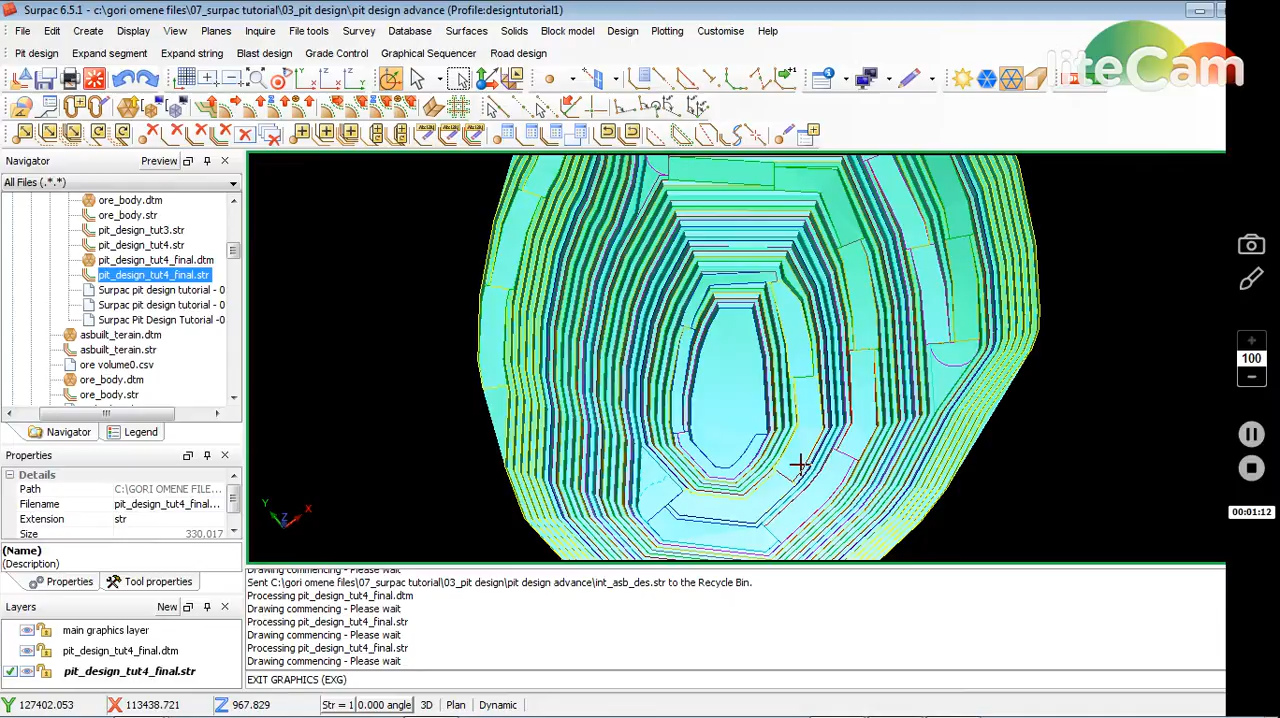 Surpac 6.5.1 - c:\gori omene files\07_surpac tutorial\03_pit design\pit design advance (Profile:designtutorial1)
File Edit Create Display View Planes Inquire File tools Survey Database Surfaces Solids Block model Design Plotting Customise Help
Pit design Expand segment Expand string Blast design Grade Control Graphical Sequencer Road design
liteCam
Navigator Preview
All Files (.*.*)
ore_body.dtm
ore_body.str
pit_design_tut3.str
pit_design_tut4.str
pit_design_tut4_final.dtm
pit_design_tut4_final.str
Surpac pit design tutorial - 0
Surpac pit design tutorial - 0
Surpac Pit Design Tutorial -0
asbuilt_terain.dtm
asbuilt_terain.str
ore volume0.csv
ore_body.dtm
ore_body.str
Navigator Legend
Properties
Details
Path C:\GORI OMENE FILE...
Filename pit_design_tut4_final....
Extension str
Size 330,017
(Name)
(Description)
Properties Tool properties
Layers New
main graphics layer
pit_design_tut4_final.dtm
pit_design_tut4_final.str
Y
Z
X
Drawing commencing - Please wait
Sent C:\gori omene files\07_surpac tutorial\03_pit design\pit design advance\int_asb_des.str to the Recycle Bin.
Processing pit_design_tut4_final.dtm
Drawing commencing - Please wait
Processing pit_design_tut4_final.str
Drawing commencing - Please wait
Processing pit_design_tut4_final.str
Drawing commencing - Please wait
EXIT GRAPHICS (EXG)
100
00:01:12
Y 127402.053 X 113438.721 Z 967.829 Str = 1 0.000 angle 3D Plan Dynamic